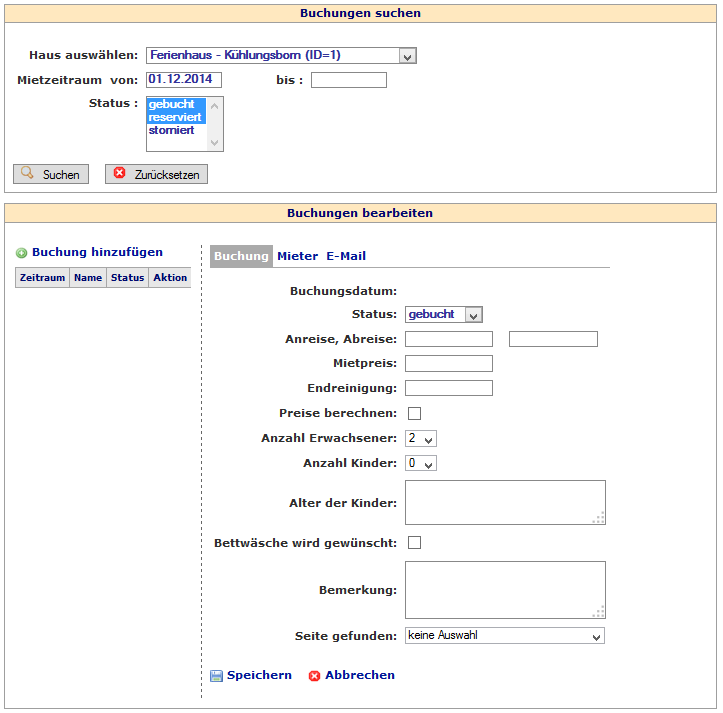 Buchungen suchen
Haus auswählen: Ferienhaus - Kühlungsborn (ID=1)
Mietzeitraum von: 01.12.2014 bis :
Status : gebucht
reserviert
storniert
Suchen Zurücksetzen
Buchungen bearbeiten
Buchung hinzufügen
Zeitraum Name Status Aktion
Buchung Mieter E-Mail
Buchungsdatum:
Status: gebucht
Anreise, Abreise:
Mietpreis:
Endreinigung:
Preise berechnen:
Anzahl Erwachsener: 2
Anzahl Kinder: 0
Alter der Kinder:
Bettwäsche wird gewünscht:
Bemerkung:
Seite gefunden: keine Auswahl
Speichern Abbrechen